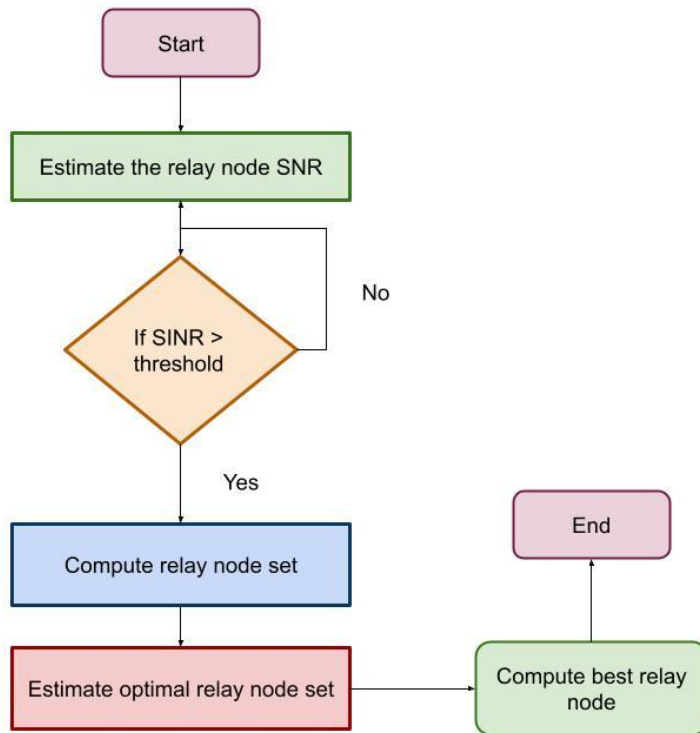 Start
Estimate the relay node SNR
No
If SINR >
threshold
Yes
Compute relay node set
Estimate optimal relay node set
End
Compute best relay
node